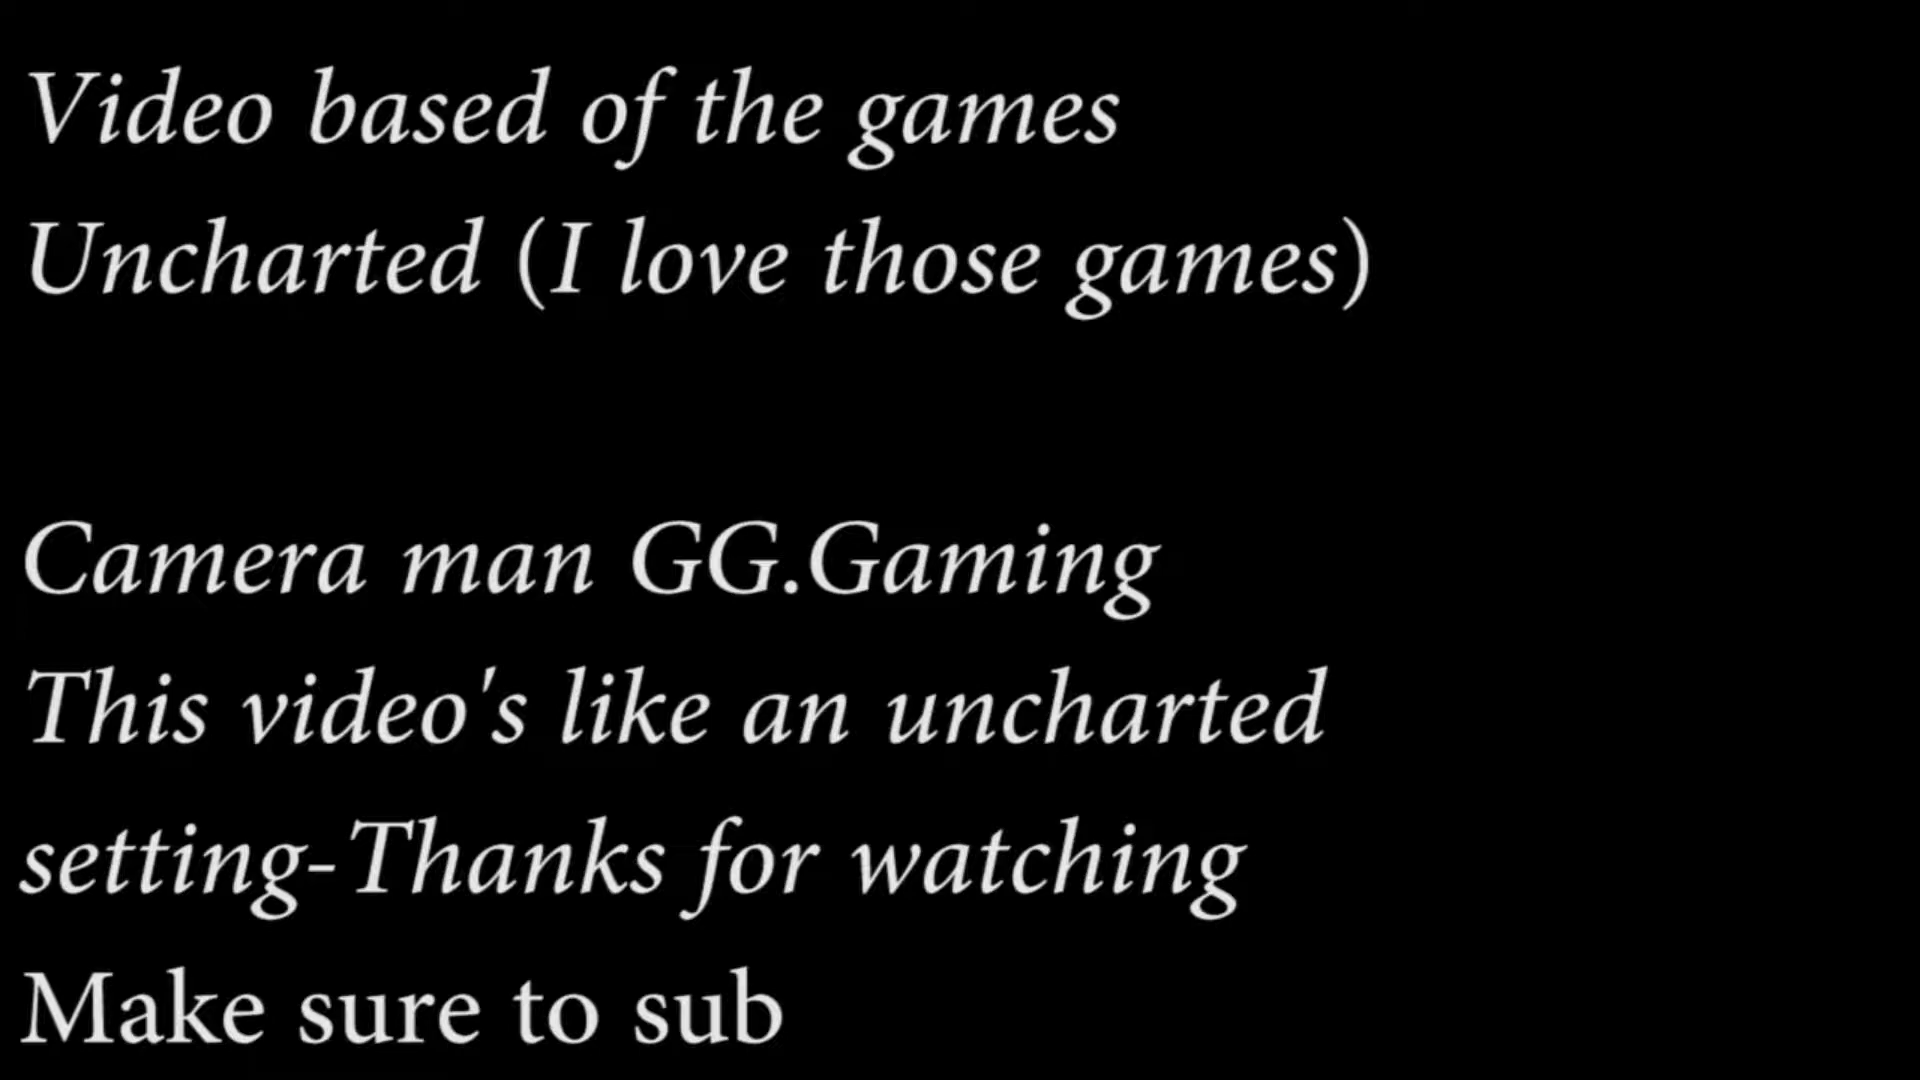 Video based of the games
Uncharted (I love those games)
Camera man GG.Gaming
This video's like an uncharted
setting-Thanks for watching
Make sure to sub